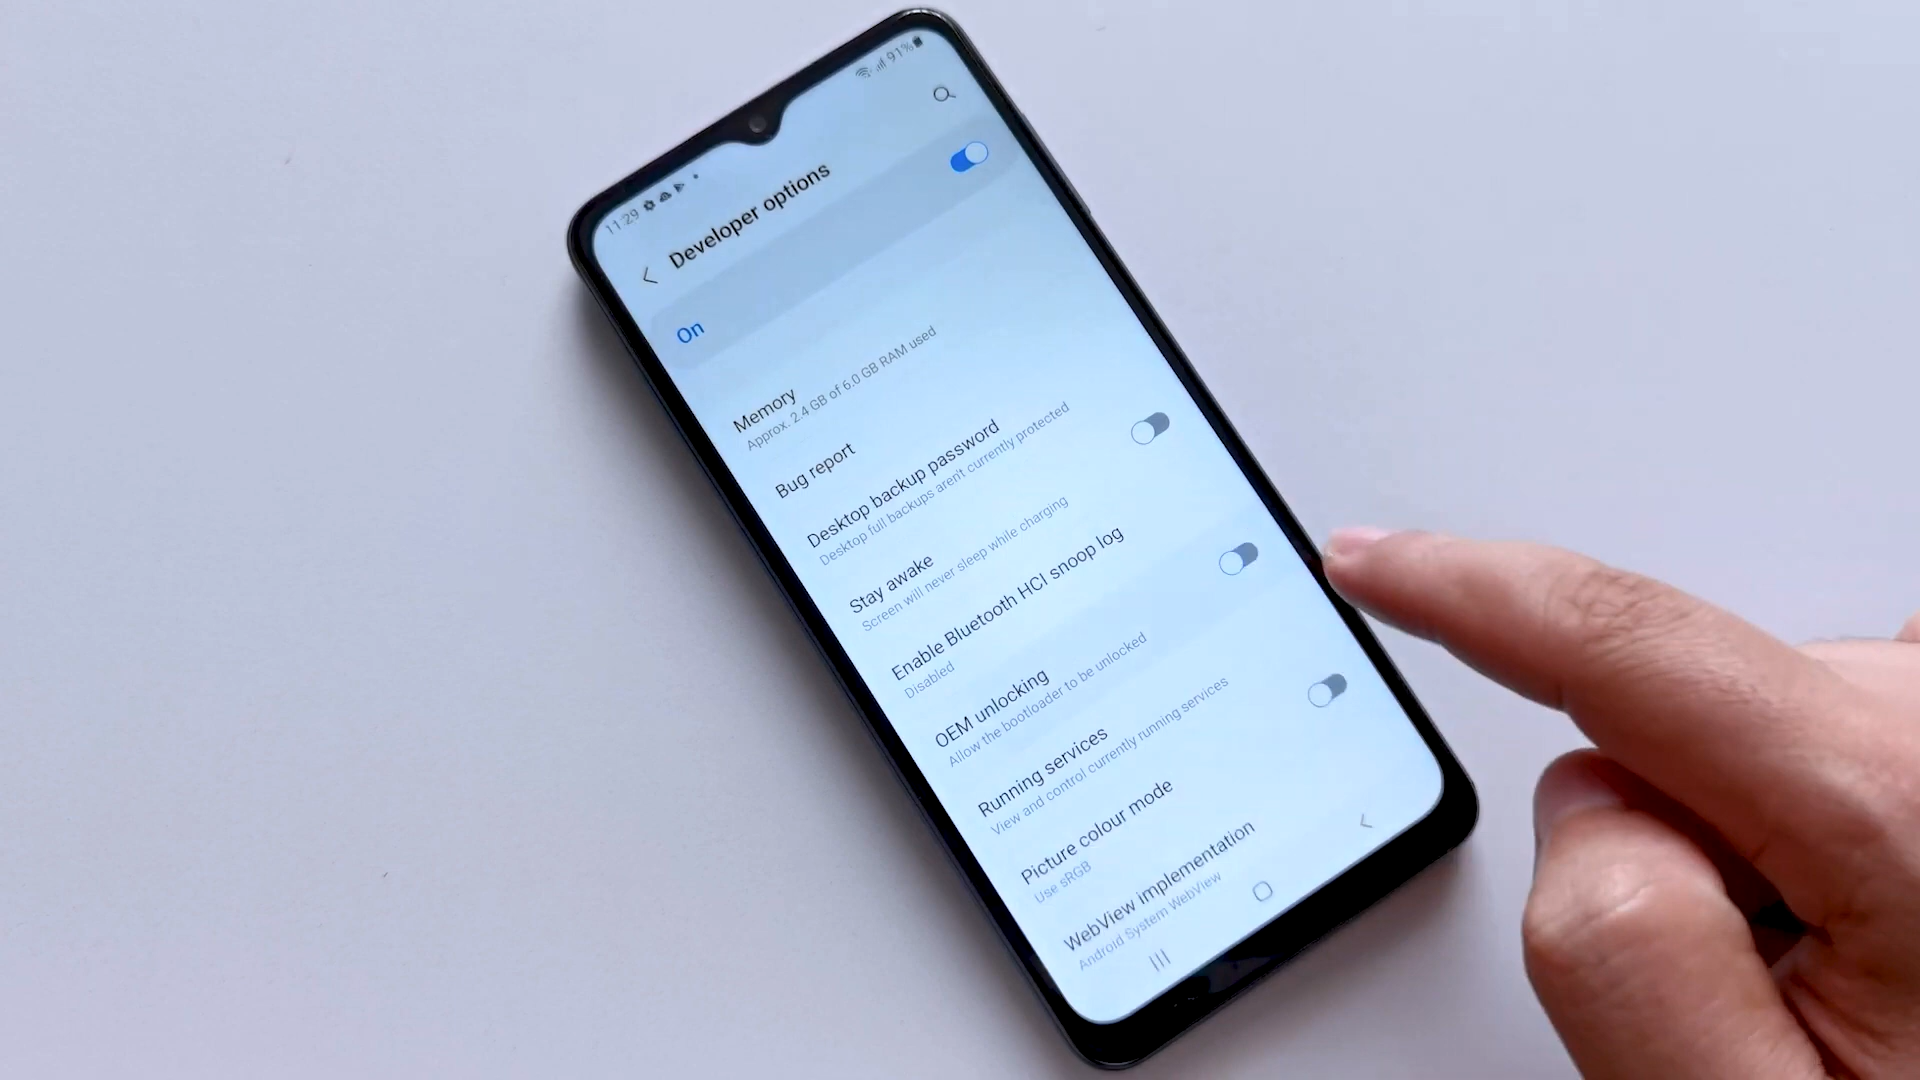 11:29
91%
Developer options
On
Memory
Approx. 2.4 GB of 6.0 GB RAM used
Bug report
Desktop backup password
Desktop full backups aren't currently protected
Stay awake
Screen will never sleep while charging
Enable Bluetooth HCI snoop log
Disabled
OEM unlocking
Allow the bootloader to be unlocked
Running services
View and control currently running services
Picture colour mode
Use sRGB
WebView implementation
Android System WebView